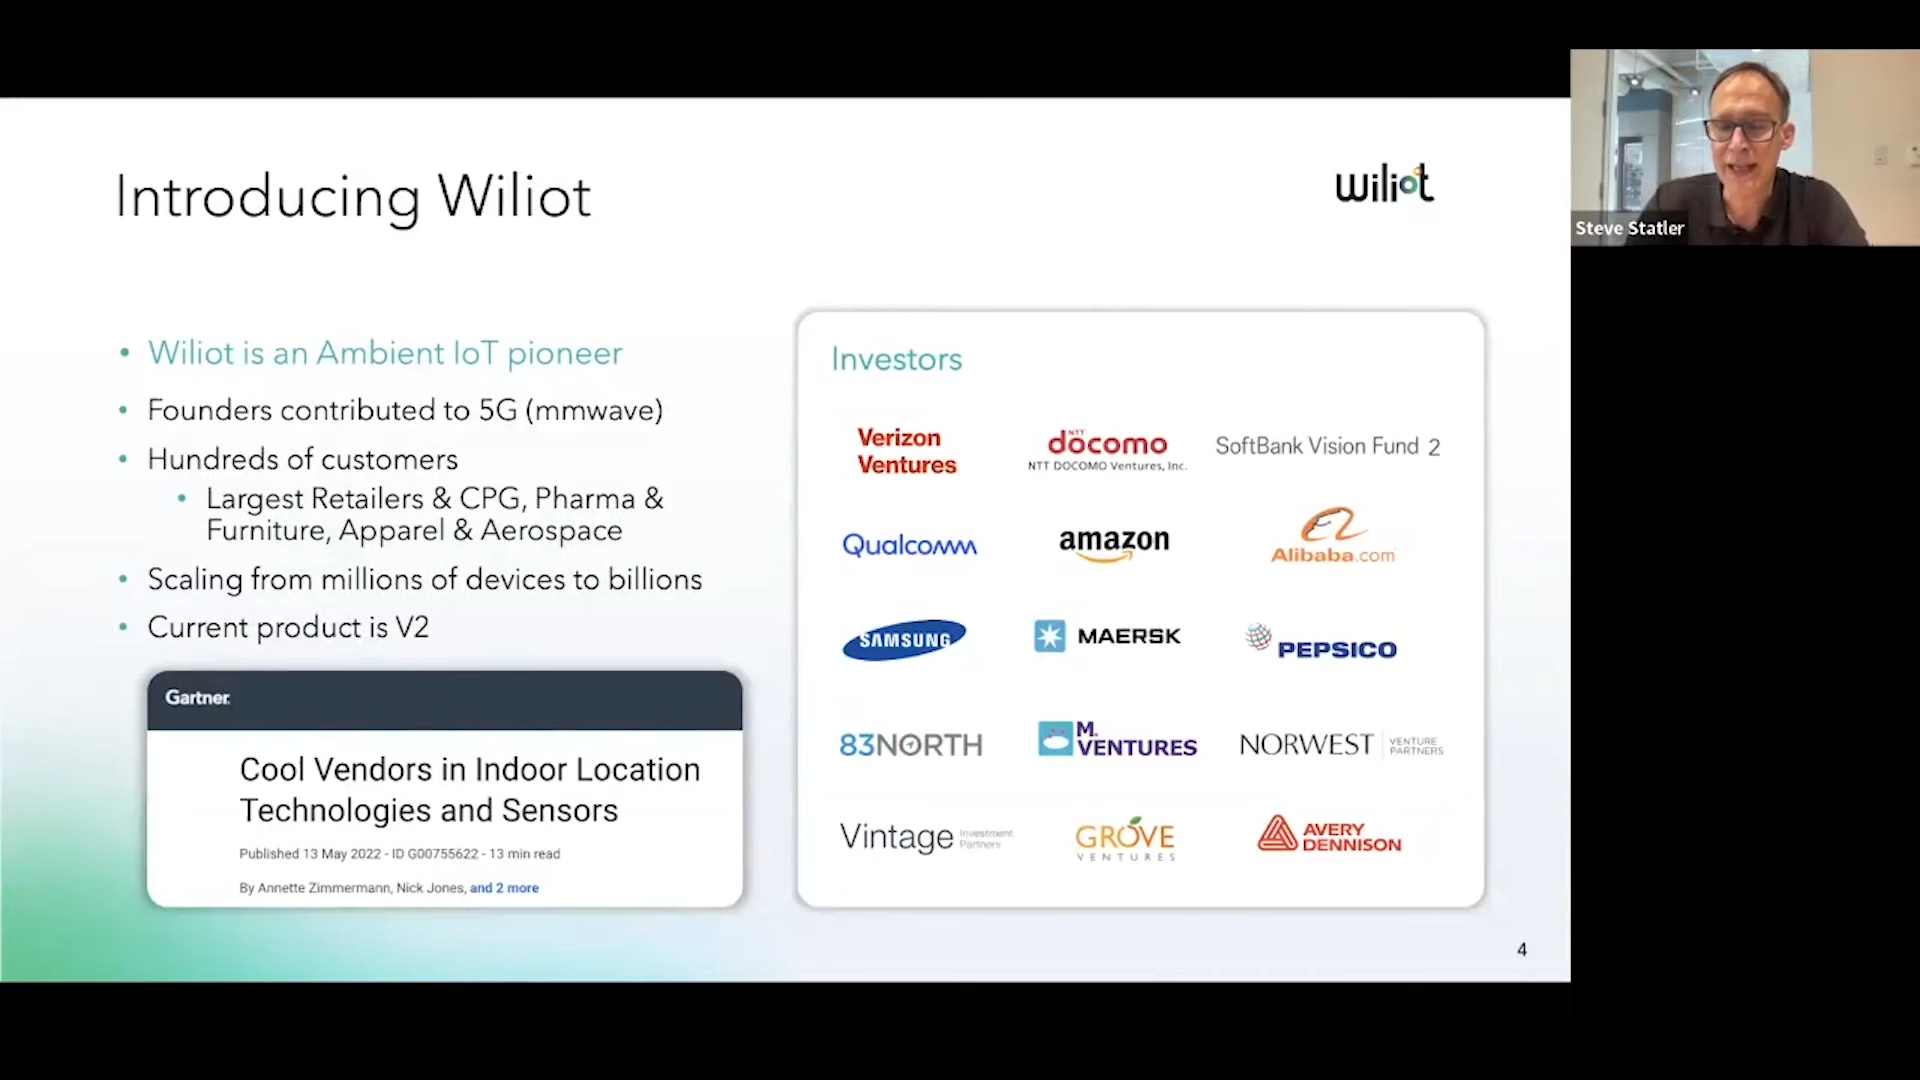 Introducing Wiliot
wiliot
Steve Statler
• Wiliot is an Ambient IoT pioneer
• Founders contributed to 5G (mmwave)
• Hundreds of customers
• Largest Retailers & CPG, Pharma &
Furniture, Apparel & Aerospace
• Scaling from millions of devices to billions
• Current product is V2
Gartner
Cool Vendors in Indoor Location
Technologies and Sensors
Published 13 May 2022 - ID G00755622 - 13 min read
By Annette Zimmermann, Nick Jones, and 2 more
Investors
Verizon
Ventures
NTT
döcomo
NTT DOCOMO Ventures, Inc.
SoftBank Vision Fund 2
Qualcomm
amazon
Alibaba.com
SAMSUNG
MAERSK
PEPSICO
83NORTH
M.
VENTURES
NORWEST VENTURE
PARTNERS
Vintage Investment
Partners
GROVE
VENTURES
AVERY
DENNISON
4